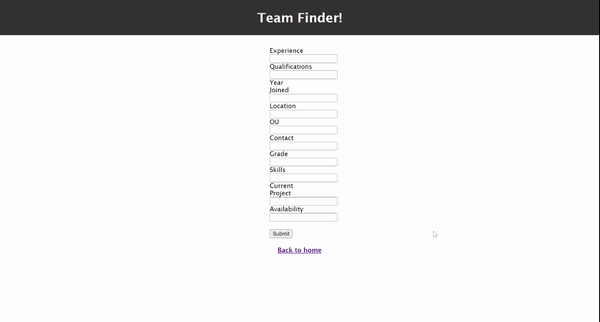 Team Finder!
Experience
Qualifications
Year
Joined
Location
OU
Contact
Grade
Skills
Current
Project
Availability
Submit
Back to home